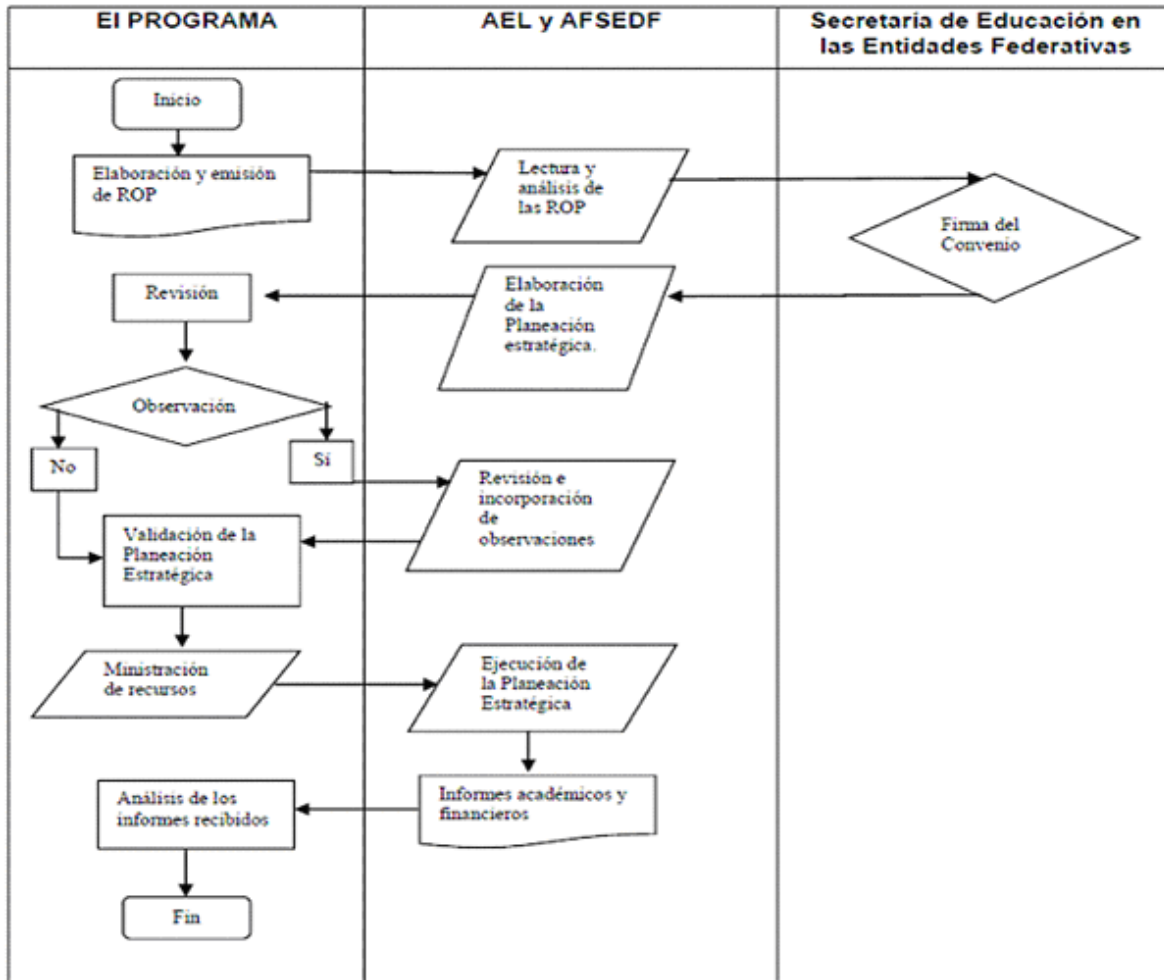 El PROGRAMA
AEL y AFSEDF
Secretaría de Educación en
las Entidades Federativas
Inicio
Elaboración y emisión
de ROP
Lectura y
análisis de
las ROP
Firma del
Convenio
Elaboración
de la
Planeación
estratégica.
Revisión
Observación
No
Sí
Revisión e
incorporación
de
observaciones
Validación de la
Planeación
Estratégica
Ministración
de recursos
Ejecución de
la Planeación
Estratégica
Informes académicos y
financieros
Análisis de los
informes recibidos
Fin